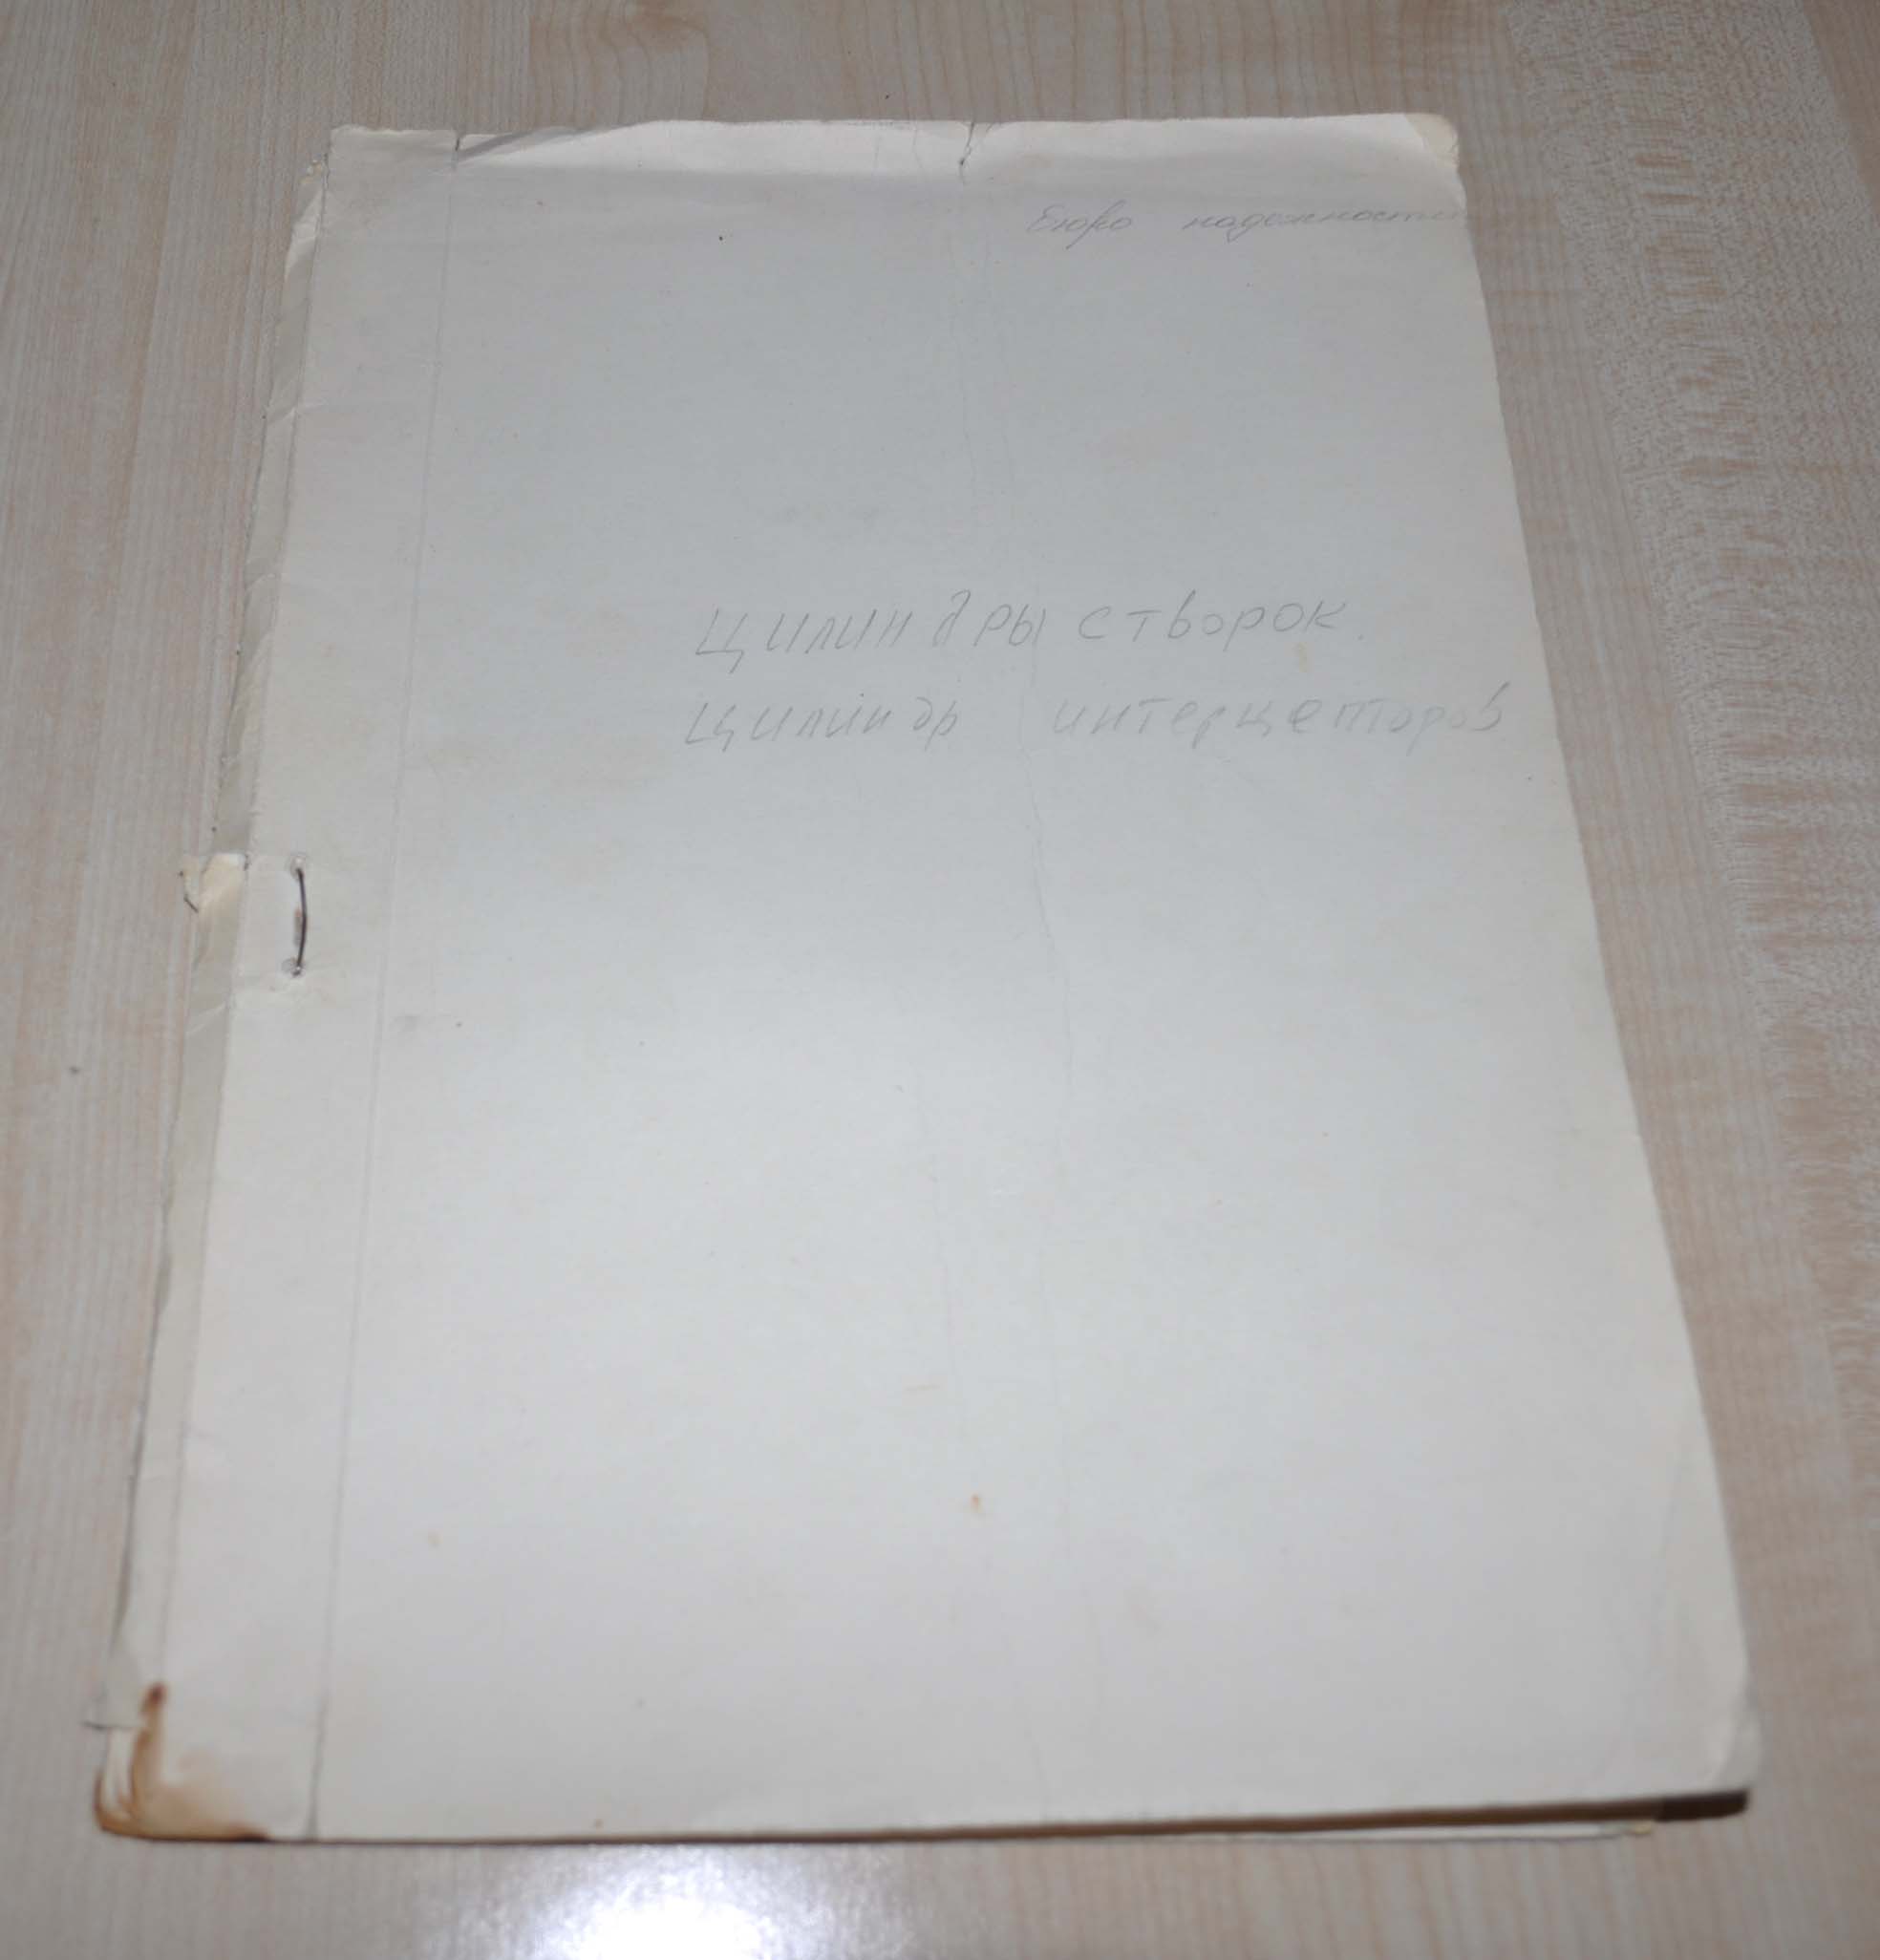 бюро надежности
Цилиндры створок.
Цилиндр интерцепторов